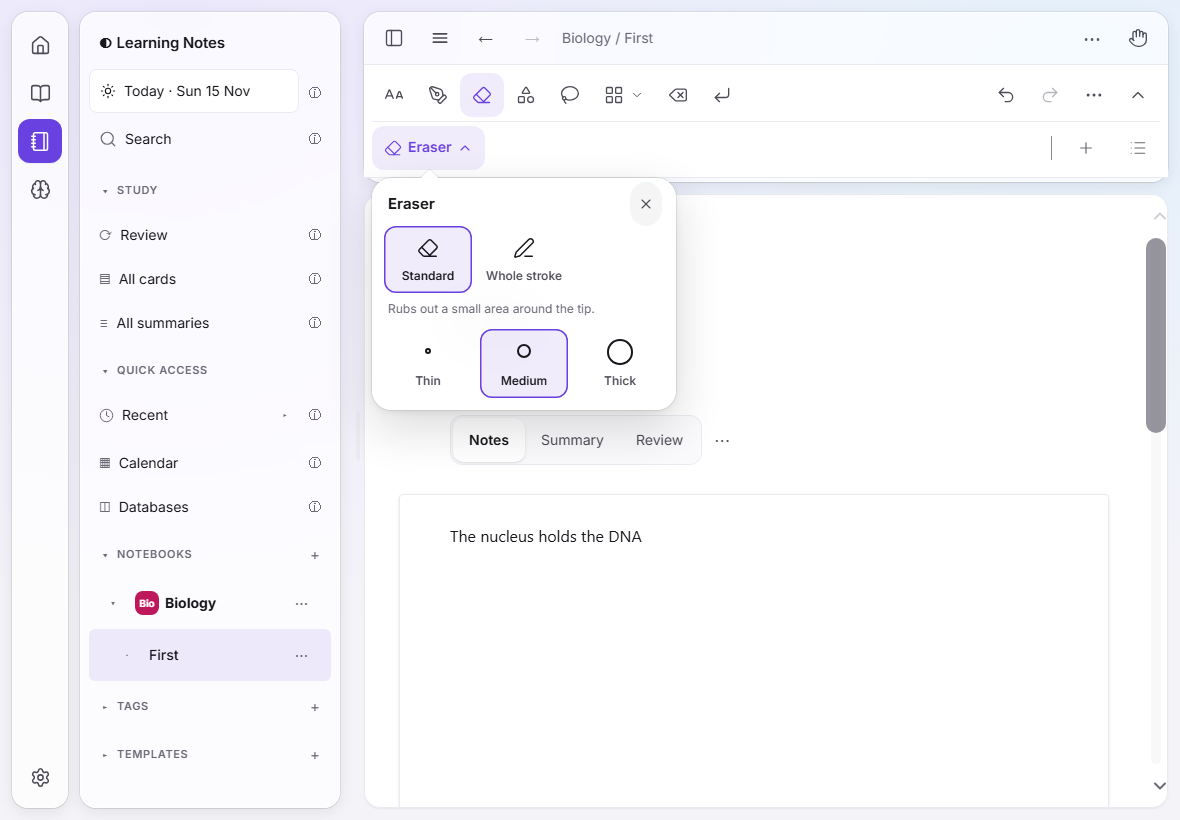 Learning Notes
Today · Sun 15 Nov
Search
STUDY
Review
All cards
All summaries
QUICK ACCESS
Recent
Calendar
Databases
NOTEBOOKS
Bio Biology
First
TAGS
TEMPLATES
Biology / First
AA
Eraser
Eraser
Standard
Whole stroke
Rubs out a small area around the tip.
Thin
Medium
Thick
Notes
Summary
Review
The nucleus holds the DNA